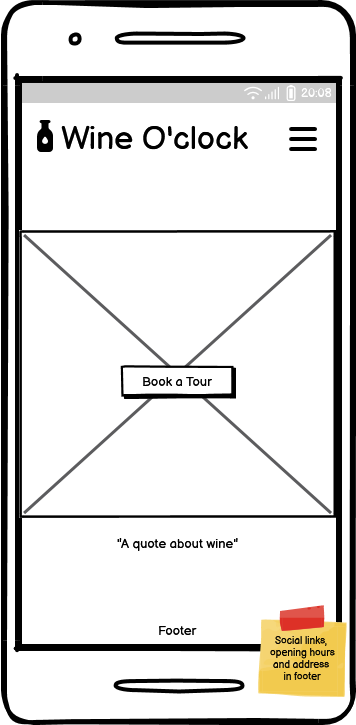 20:08
Wine O'clock
Book a Tour
"A quote about wine"
Footer
Social links,
opening hours
and address
in footer